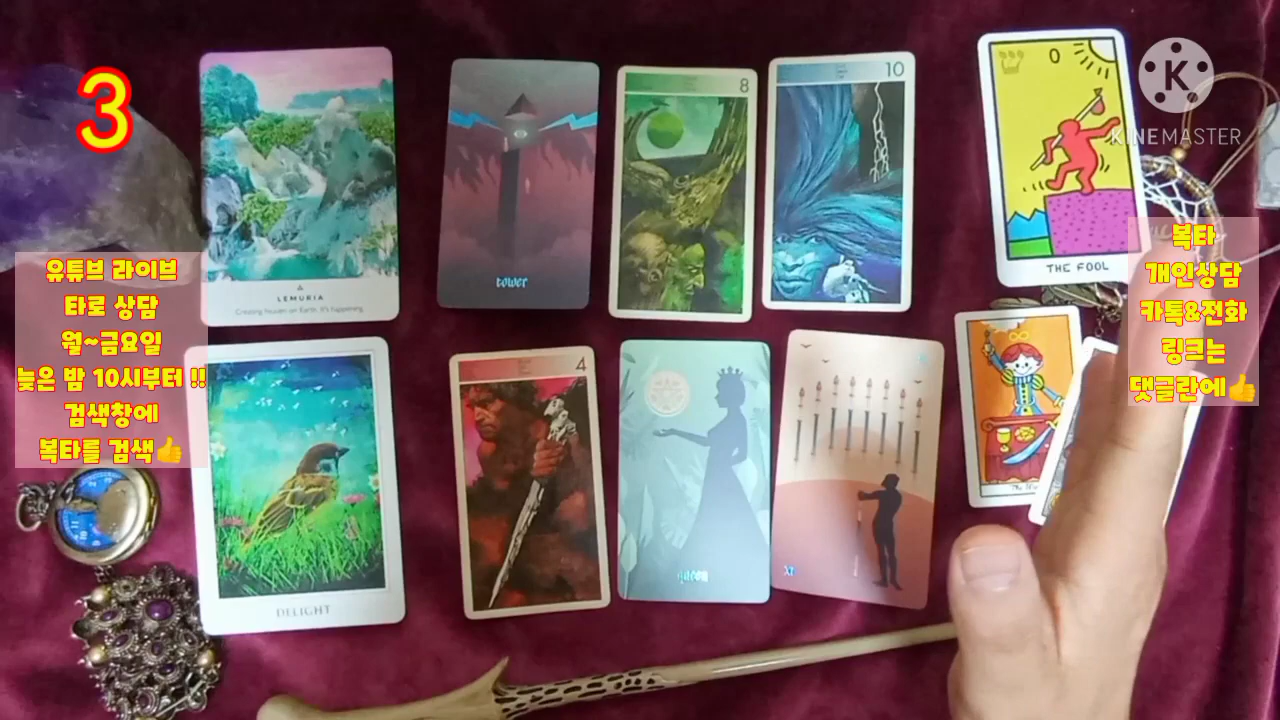 3
유튜브 라이브
타로 상담
월~금요일
늦은 밤 10시부터 !!
검색창에
복타를 검색👍
LEMURIA
Creating heaven on Earth. It's happening.
tower
8
10
0
THE FOOL
K
KINEMASTER
복타
개인상담
카톡&전화
링크는
댓글란에👍
DELIGHT
4
queen